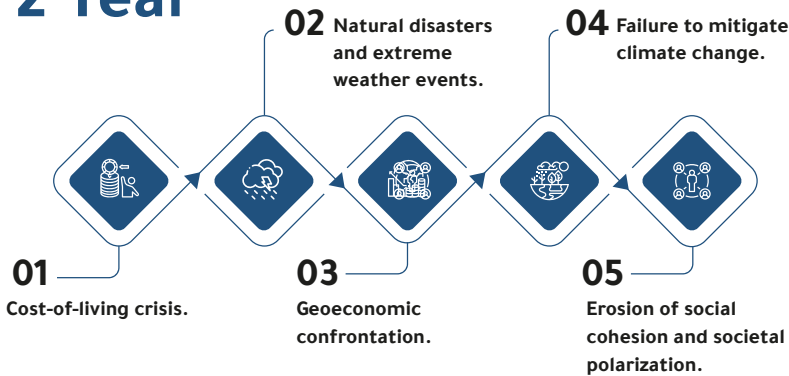 2 Year
02 Natural disasters
and extreme
weather events.
04 Failure to mitigate
climate change.
01
Cost-of-living crisis.
03
Geoeconomic
confrontation.
05
Erosion of social
cohesion and societal
polarization.